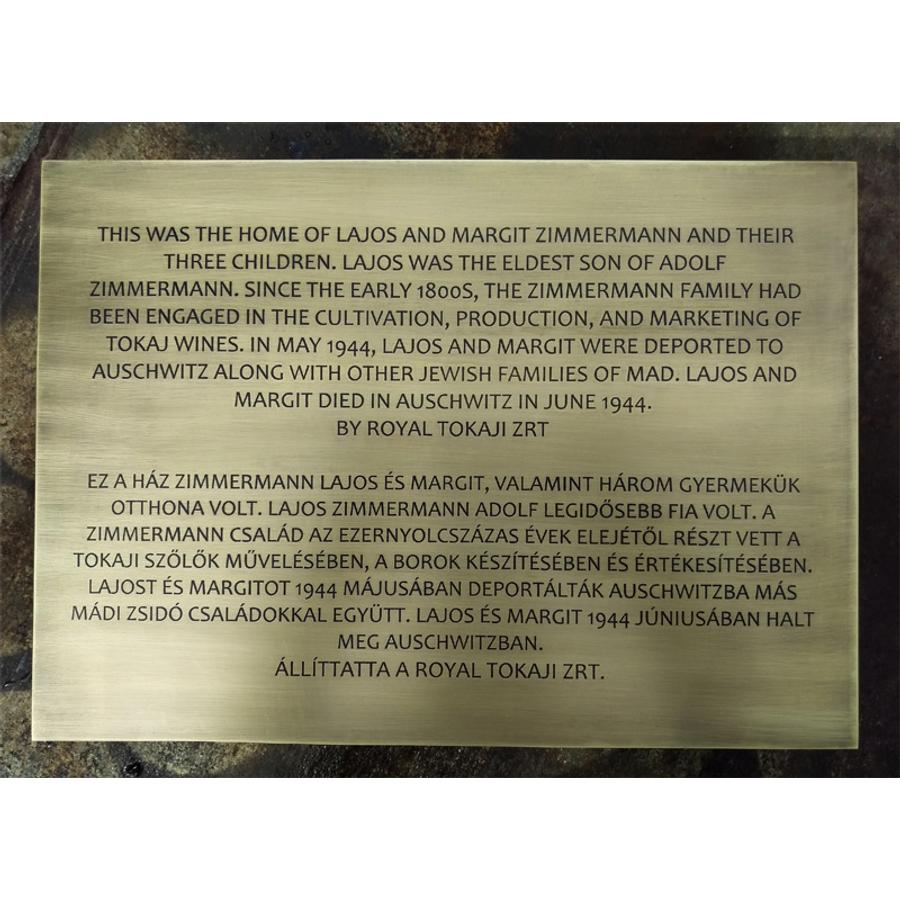 THIS WAS THE HOME OF LAJOS AND MARGIT ZIMMERMANN AND THEIR
THREE CHILDREN. LAJOS WAS THE ELDEST SON OF ADOLF
ZIMMERMANN. SINCE THE EARLY 1800S, THE ZIMMERMANN FAMILY HAD
BEEN ENGAGED IN THE CULTIVATION, PRODUCTION, AND MARKETING OF
TOKAJ WINES. IN MAY 1944, LAJOS AND MARGIT WERE DEPORTED TO
AUSCHWITZ ALONG WITH OTHER JEWISH FAMILIES OF MAD. LAJOS AND
MARGIT DIED IN AUSCHWITZ IN JUNE 1944.
BY ROYAL TOKAJI ZRT
EZ A HÁZ ZIMMERMANN LAJOS ÉS MARGIT, VALAMINT HÁROM GYERMEKÜK
OTTHONA VOLT. LAJOS ZIMMERMANN ADOLF LEGIDŐSEBB FIA VOLT. A
ZIMMERMANN CSALÁD AZ EZERNYOLCSZÁZAS ÉVEK ELEJÉTŐL RÉSZT VETT A
TOKAJI SZŐLŐK MŰVELÉSÉBEN, A BOROK KÉSZÍTÉSÉBEN ÉS ÉRTÉKESÍTÉSÉBEN.
LAJOST ÉS MARGITOT 1944 MÁJUSÁBAN DEPORTÁLTÁK AUSCHWITZBA MÁS
MÁDI ZSIDÓ CSALÁDOKKAL EGYÜTT. LAJOS ÉS MARGIT 1944 JÚNIUSÁBAN HALT
MEG AUSCHWITZBAN.
ÁLLÍTTATTA A ROYAL TOKAJI ZRT.